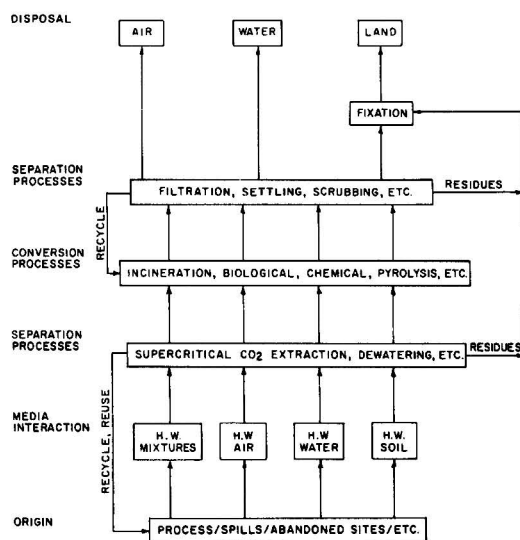 DISPOSAL
AIR
WATER
LAND
FIXATION
SEPARATION
PROCESSES
FILTRATION, SETTLING, SCRUBBING, ETC.
RESIDUES
RECYCLE
CONVERSION
PROCESSES
INCINERATION, BIOLOGICAL, CHEMICAL, PYROLYSIS, ETC.
SEPARATION
PROCESSES
SUPERCRITICAL CO2 EXTRACTION, DEWATERING, ETC.
RESIDUES
RECYCLE, REUSE
MEDIA
INTERACTION
H.W.
MIXTURES
H.W
AIR
H.W
WATER
H.W.
SOIL
ORIGIN
PROCESS/SPILLS/ABANDONED SITES/ETC.